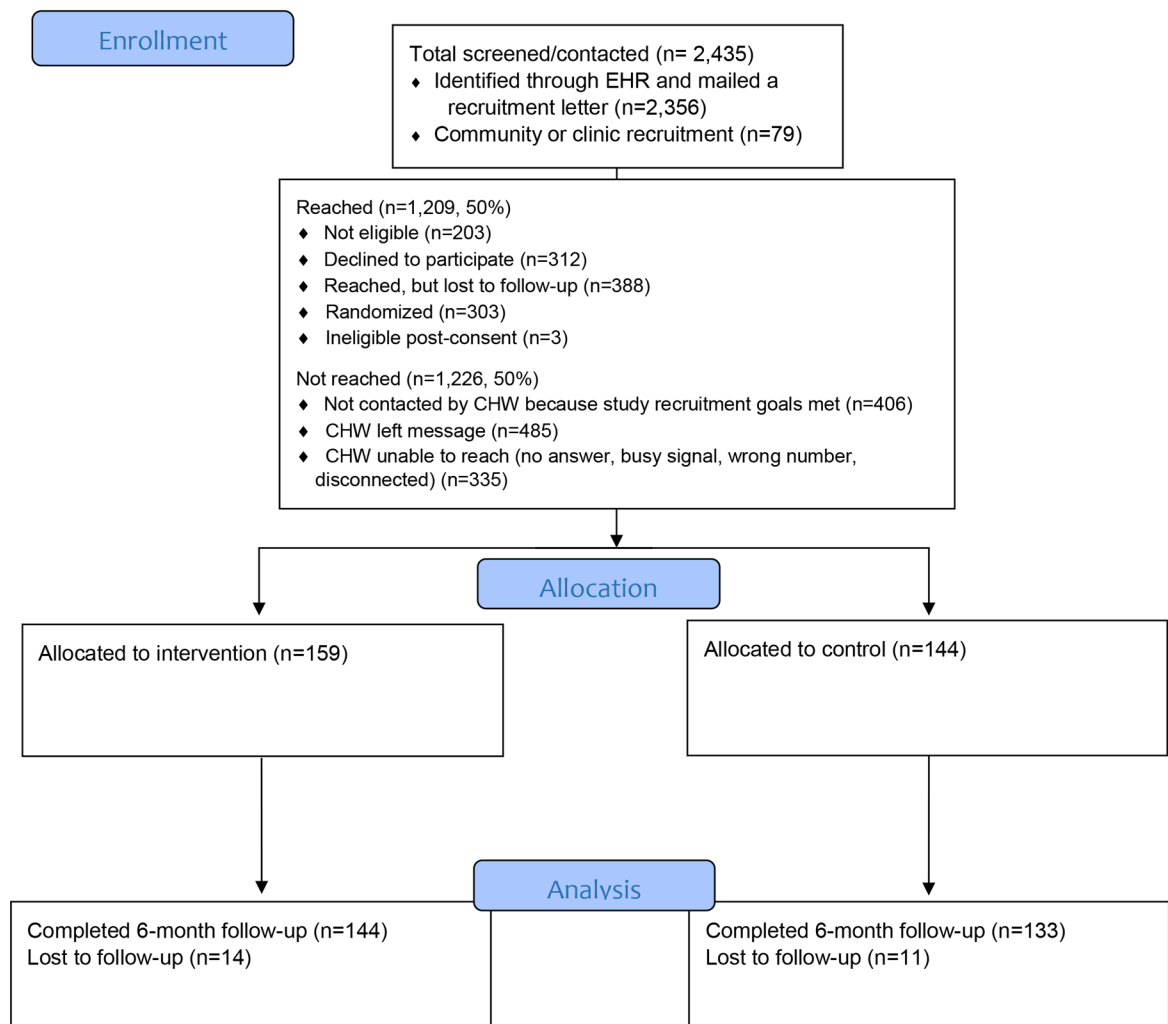 Enrollment
Total screened/contacted (n= 2,435)
♦ Identified through EHR and mailed a
recruitment letter (n=2,356)
♦ Community or clinic recruitment (n=79)
Reached (n=1,209, 50%)
♦ Not eligible (n=203)
♦ Declined to participate (n=312)
♦ Reached, but lost to follow-up (n=388)
♦ Randomized (n=303)
♦ Ineligible post-consent (n=3)
Not reached (n=1,226, 50%)
♦ Not contacted by CHW because study recruitment goals met (n=406)
♦ CHW left message (n=485)
♦ CHW unable to reach (no answer, busy signal, wrong number,
disconnected) (n=335)
Allocation
Allocated to intervention (n=159)
Allocated to control (n=144)
Analysis
Completed 6-month follow-up (n=144)
Lost to follow-up (n=14)
Completed 6-month follow-up (n=133)
Lost to follow-up (n=11)